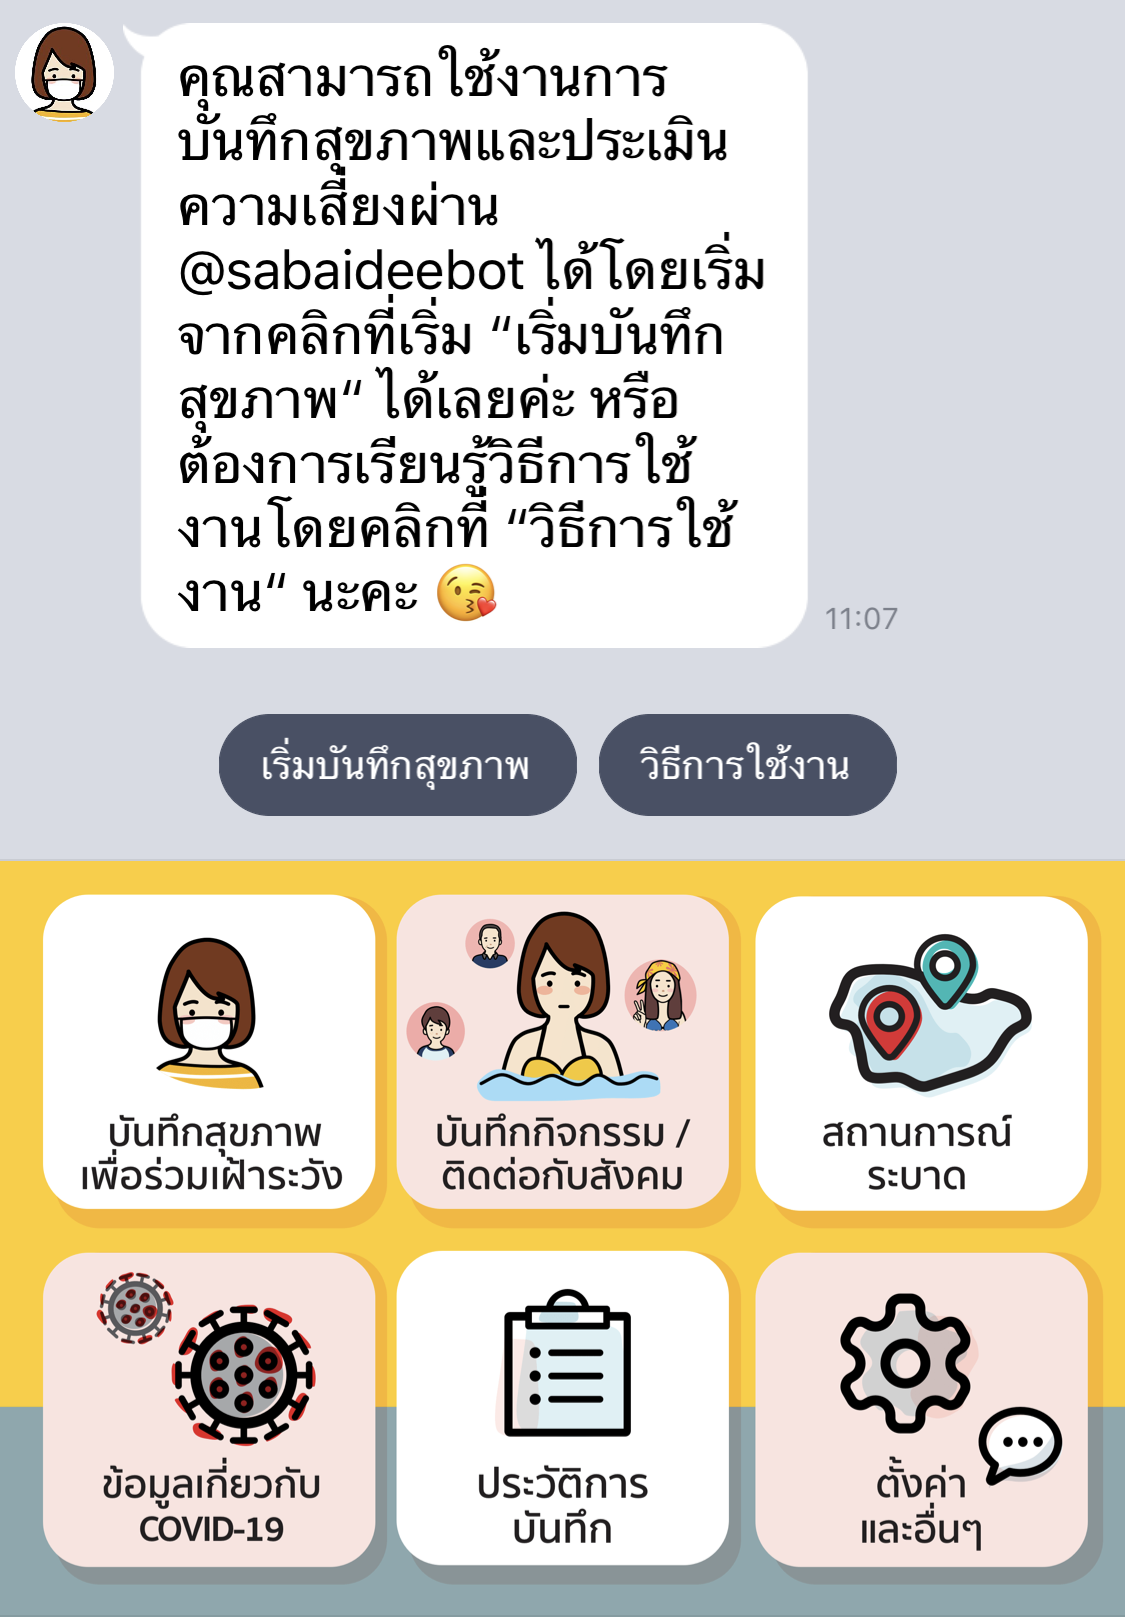 คุณสามารถใช้งานการ
บันทึกสุขภาพและประเมิน
ความเสี่ยงผ่าน
@sabaideebot ได้โดยเริ่ม
จากคลิกที่เริ่ม “เริ่มบันทึก
สุขภาพ“ ได้เลยค่ะ หรือ
ต้องการเรียนรู้วิธีการใช้
งานโดยคลิกที่ “วิธีการใช้
งาน“ นะคะ 😘
11:07
เริ่มบันทึกสุขภาพ
วิธีการใช้งาน
บันทึกสุขภาพ
เพื่อร่วมเฝ้าระวัง
บันทึกกิจกรรม /
ติดต่อกับสังคม
สถานการณ์
ระบาด
ข้อมูลเกี่ยวกับ
COVID-19
ประวัติการ
บันทึก
ตั้งค่า
และอื่นๆ